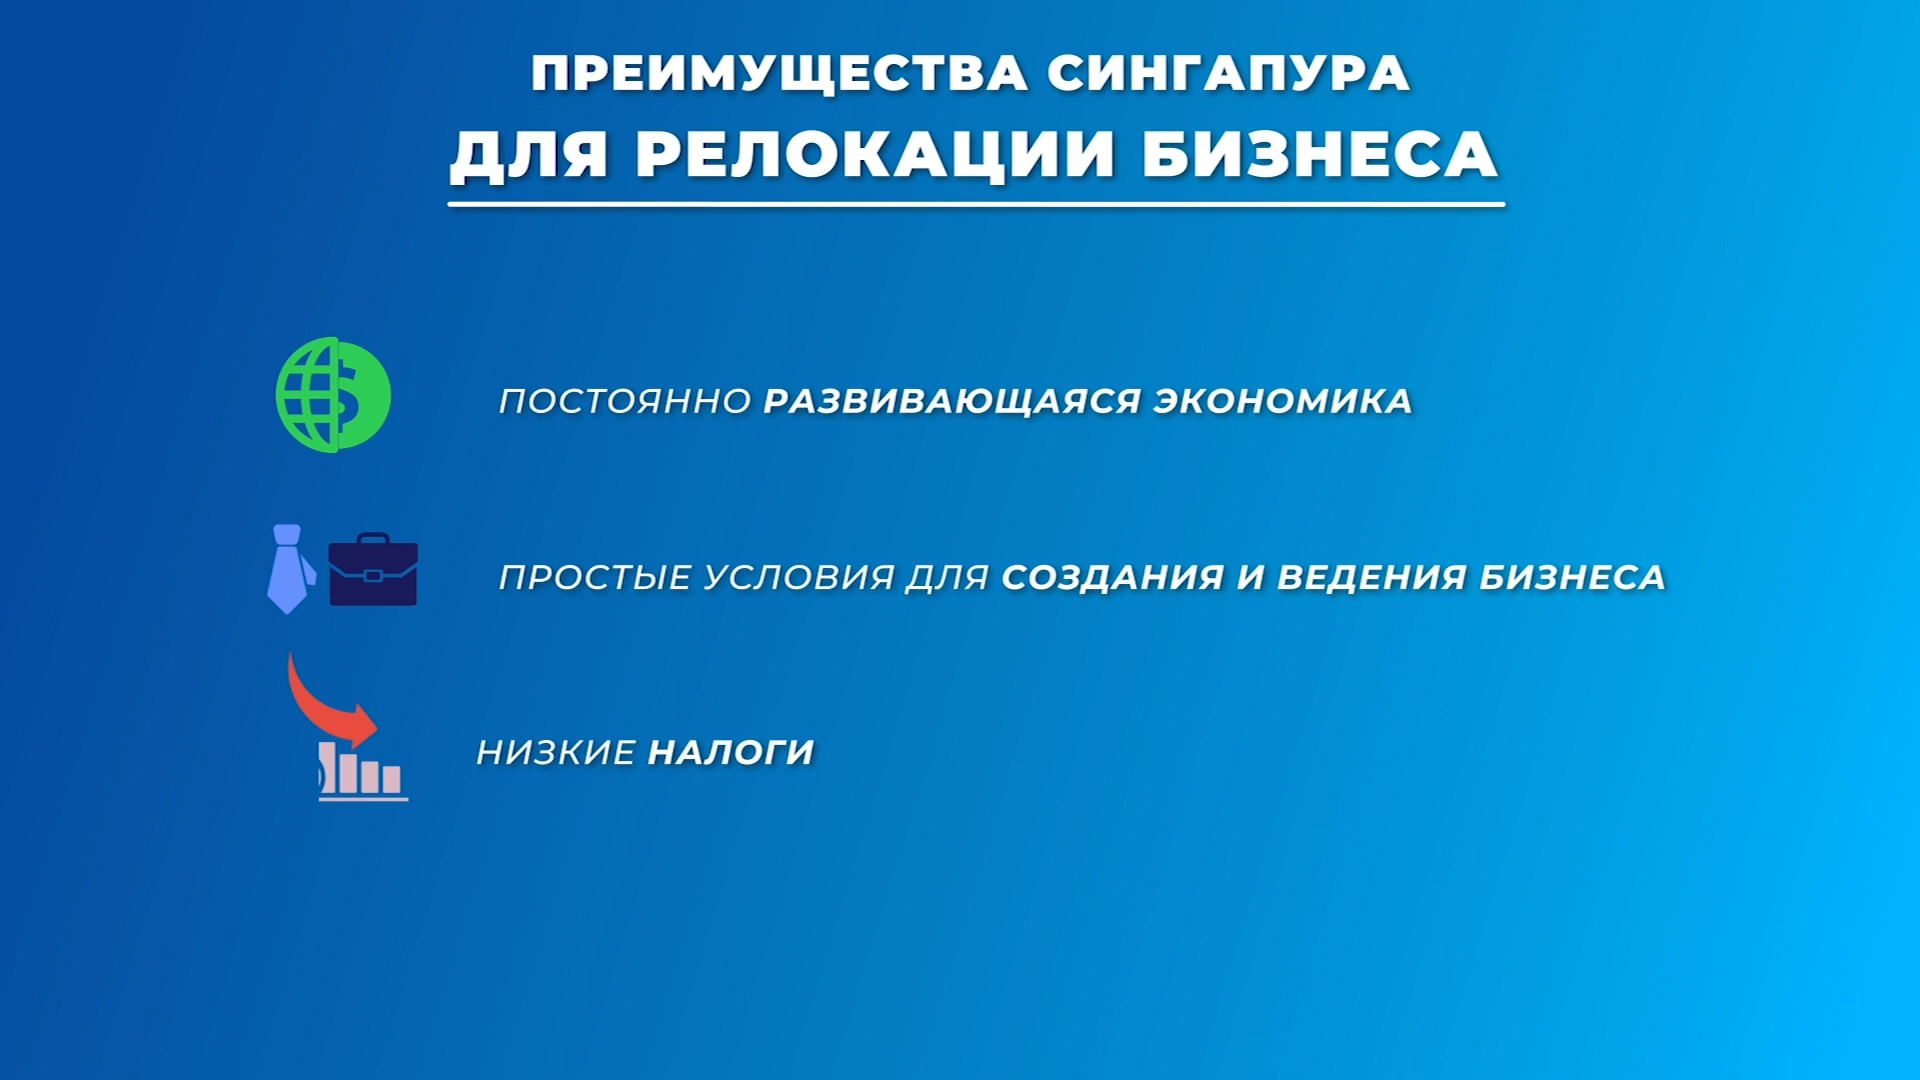 ПРЕИМУЩЕСТВА СИНГАПУРА
ДЛЯ РЕЛОКАЦИИ БИЗНЕСА
ПОСТОЯННО РАЗВИВАЮЩАЯСЯ ЭКОНОМИКА
ПРОСТЫЕ УСЛОВИЯ ДЛЯ СОЗДАНИЯ И ВЕДЕНИЯ БИЗНЕСА
НИЗКИЕ НАЛОГИ